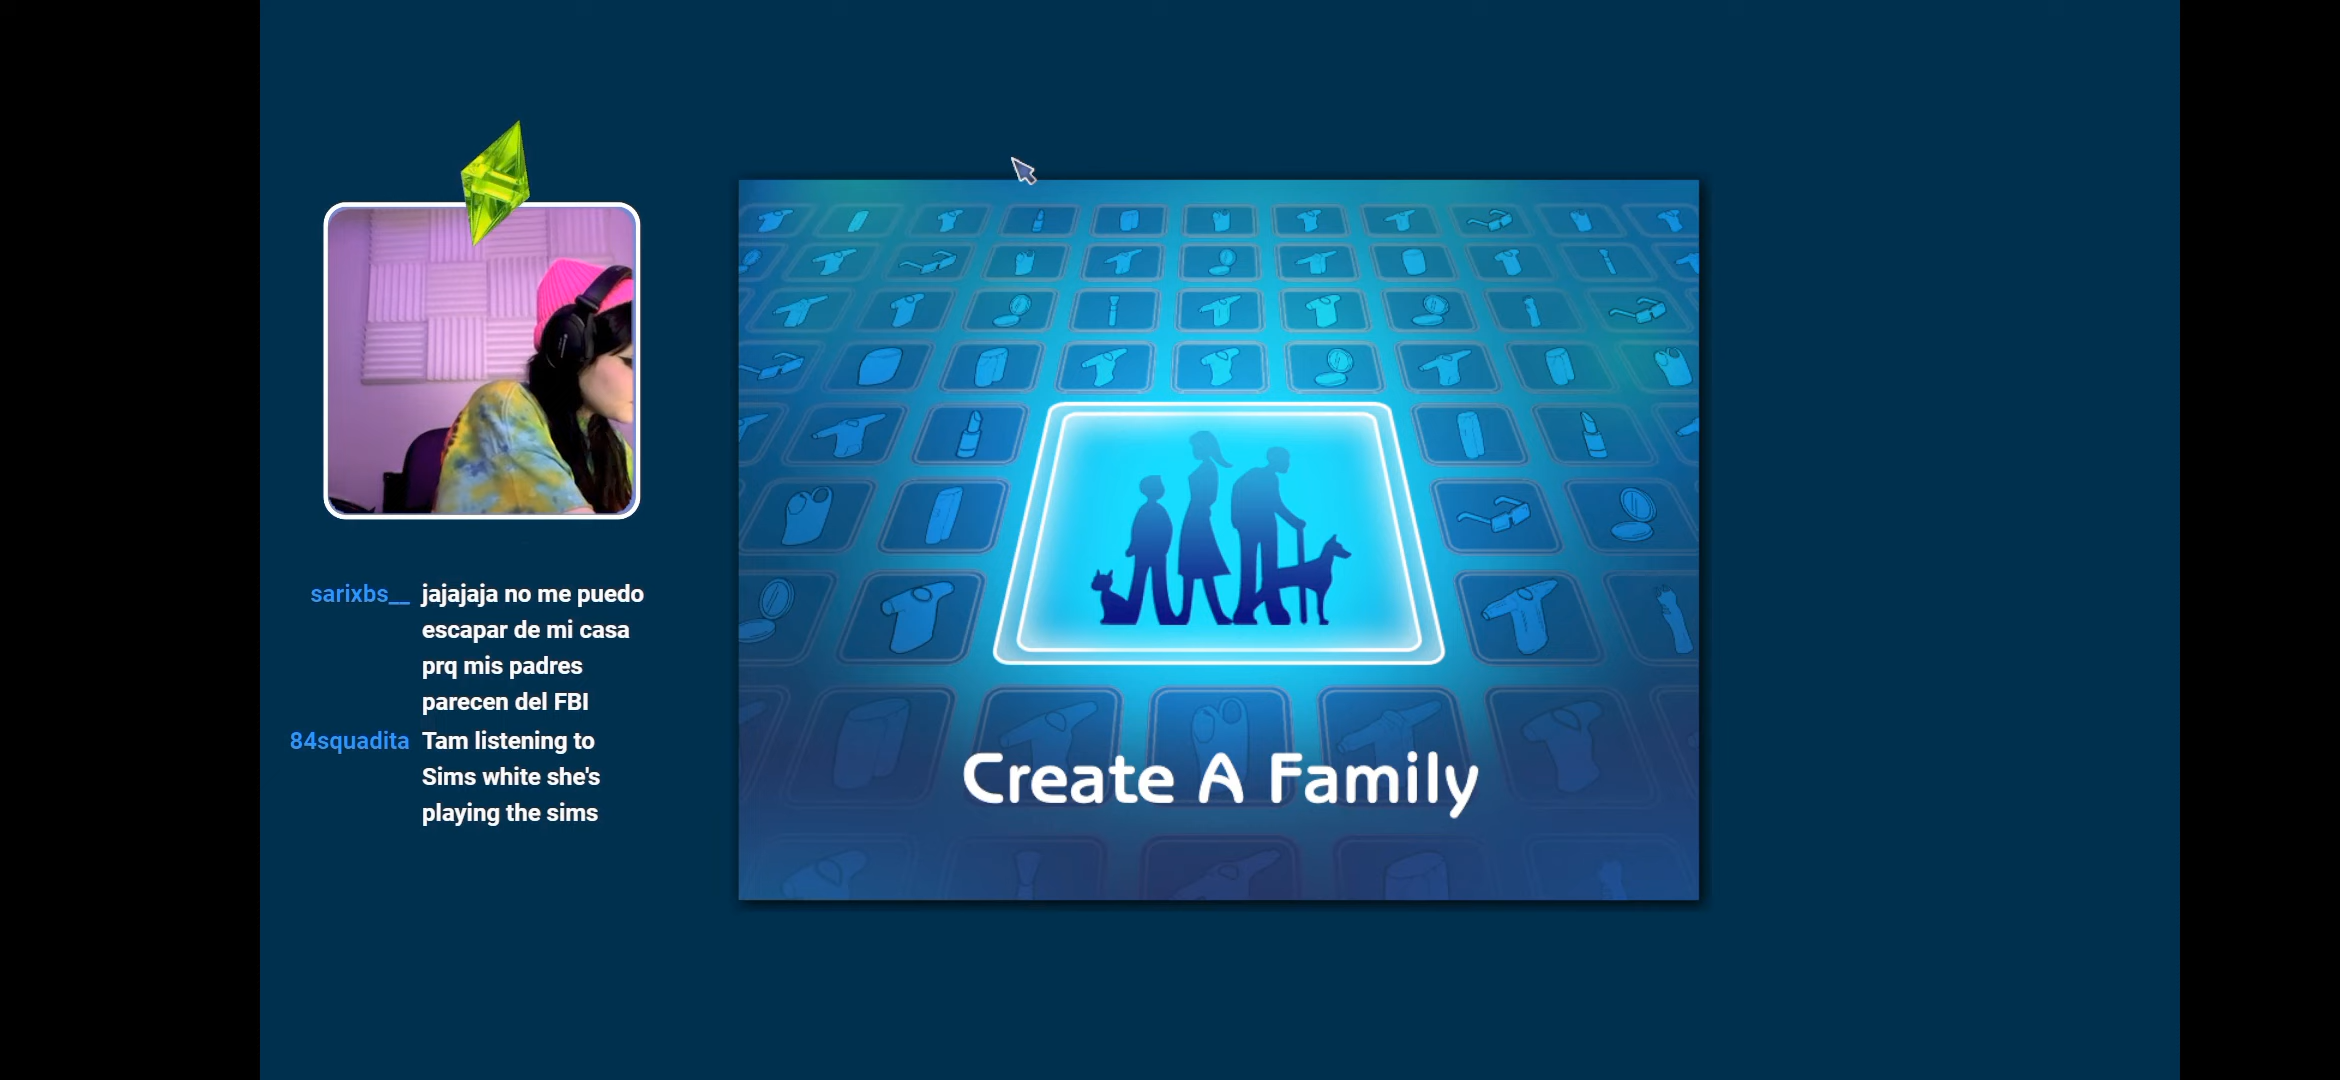 sarixbs__ jajajaja no me puedo
escapar de mi casa
prq mis padres
parecen del FBI
84squadita Tam listening to
Sims white she's
playing the sims
Create A Family